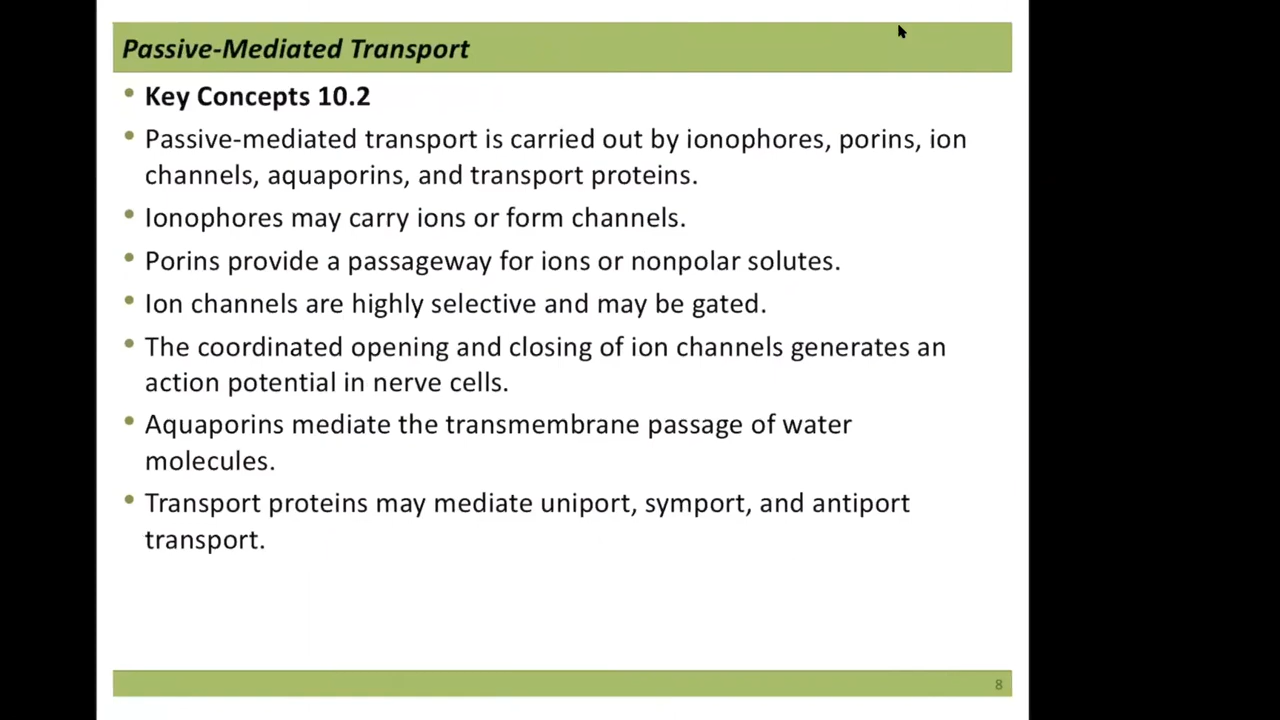 Passive-Mediated Transport
• Key Concepts 10.2
• Passive-mediated transport is carried out by ionophores, porins, ion
channels, aquaporins, and transport proteins.
• Ionophores may carry ions or form channels.
• Porins provide a passageway for ions or nonpolar solutes.
• Ion channels are highly selective and may be gated.
• The coordinated opening and closing of ion channels generates an
action potential in nerve cells.
• Aquaporins mediate the transmembrane passage of water
molecules.
• Transport proteins may mediate uniport, symport, and antiport
transport.
8